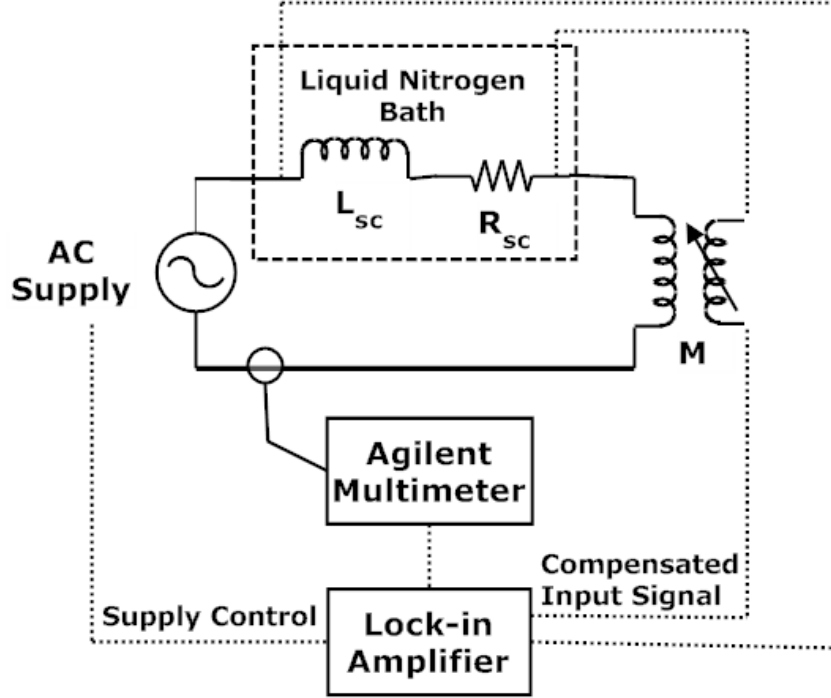 Liquid Nitrogen
Bath
L_sc
R_sc
AC
Supply
M
Agilent
Multimeter
Compensated
Input Signal
Supply Control
Lock-in
Amplifier